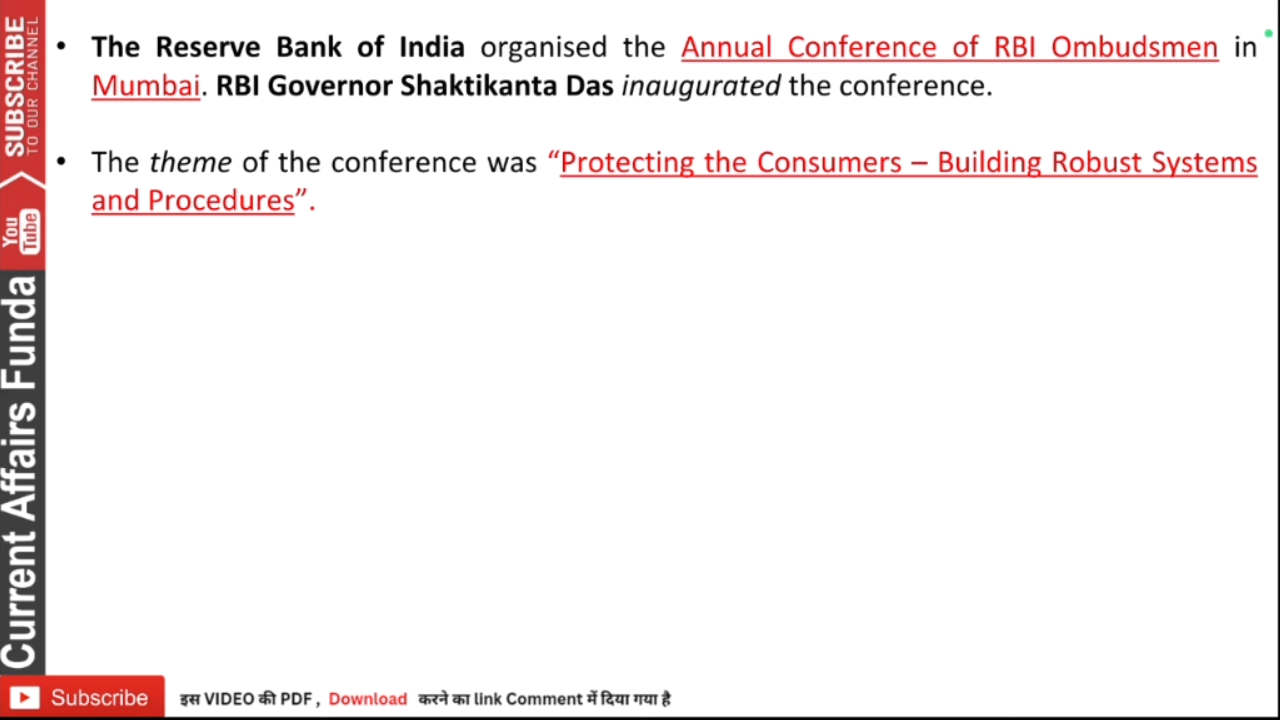 • The Reserve Bank of India organised the Annual Conference of RBI Ombudsmen in
Mumbai. RBI Governor Shaktikanta Das inaugurated the conference.
• The theme of the conference was “Protecting the Consumers – Building Robust Systems
and Procedures”.
SUBSCRIBE
TO OUR CHANNEL
You
Tube
Current Affairs Funda
Subscribe
इस VIDEO की PDF , Download करने का link Comment में दिया गया है